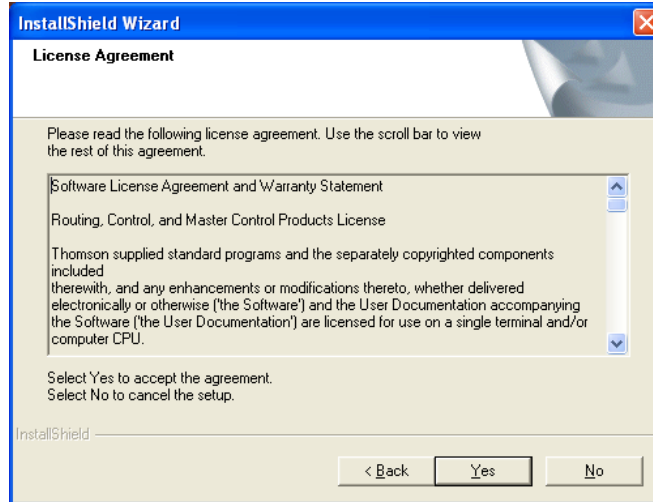 InstallShield Wizard
License Agreement
Please read the following license agreement. Use the scroll bar to view
the rest of this agreement.
Software License Agreement and Warranty Statement
Routing, Control, and Master Control Products License
Thomson supplied standard programs and the separately copyrighted components
included
therewith, and any enhancements or modifications thereto, whether delivered
electronically or otherwise ('the Software') and the User Documentation accompanying
the Software ('the User Documentation') are licensed for use on a single terminal and/or
computer CPU.
Select Yes to accept the agreement.
Select No to cancel the setup.
InstallShield
< Back Yes No